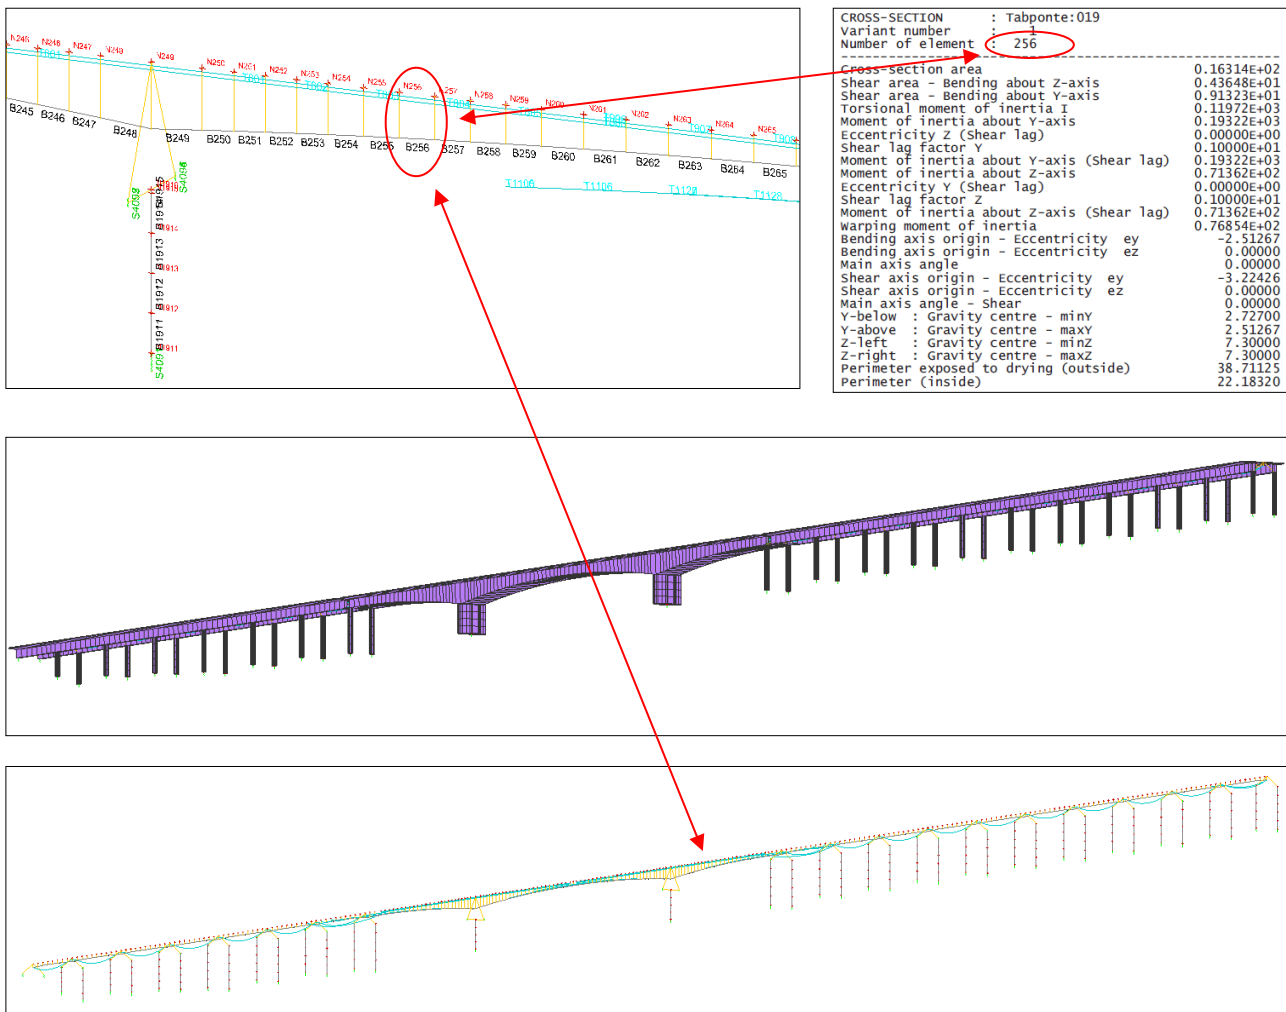 N246 N247 N248 N249 N250 N251 N252 N253 N254 N255 N256 N257 N258 N259 N260 N261 N262 N263 N264 N265
B245 B246 B247 B248 B249 B250 B251 B252 B253 B254 B255 B256 B257 B258 B259 B260 B261 B262 B263 B264 B265
T1106 T1120 T1128
B1913
B1912
B1911
CROSS-SECTION : Tabponte:019
Variant number : 1
Number of element : 256
Cross-section area 0.16314E+02
Shear area - Bending about Z-axis 0.43648E+01
Shear area - Bending about Y-axis 0.91323E+01
Torsional moment of inertia I 0.11972E+03
Moment of inertia about Y-axis 0.19322E+03
Eccentricity Z (Shear lag) 0.00000E+00
Shear lag factor Y 0.10000E+01
Moment of inertia about Y-axis (Shear lag) 0.19322E+03
Moment of inertia about Z-axis 0.71362E+02
Eccentricity Y (Shear lag) 0.00000E+00
Shear lag factor Z 0.10000E+01
Moment of inertia about Z-axis (Shear lag) 0.71362E+02
Warping moment of inertia 0.76854E+02
Bending axis origin - Eccentricity ey -2.51267
Bending axis origin - Eccentricity ez 0.00000
Main axis angle 0.00000
Shear axis origin - Eccentricity ey -3.22426
Shear axis origin - Eccentricity ez 0.00000
Main axis angle - Shear 0.00000
Y-below : Gravity centre - minY 2.72700
Y-above : Gravity centre - maxY 2.51267
Z-left : Gravity centre - minZ 7.30000
Z-right : Gravity centre - maxZ 7.30000
Perimeter exposed to drying (outside) 38.71125
Perimeter (inside) 22.18320